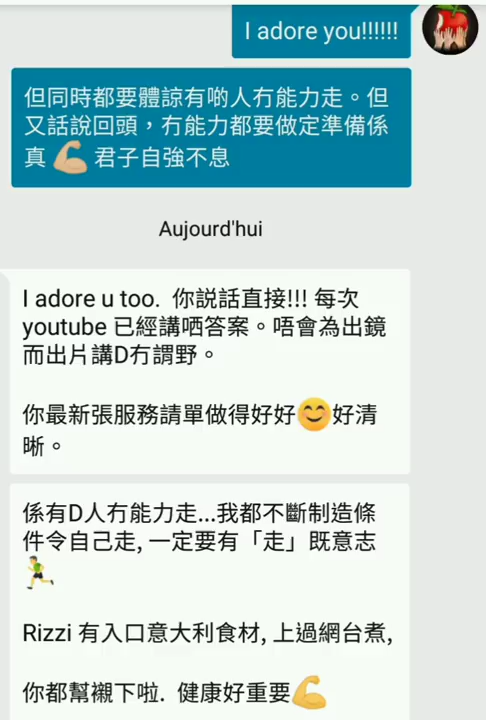 I adore you!!!!!!
但同時都要體諒有啲人冇能力走。但
又話說回頭，冇能力都要做定準備係
真 💪🏼 君子自強不息
Aujourd'hui
I adore u too.  你説話直接!!! 每次
youtube 已經講哂答案。唔會為出鏡
而出片講D冇謂野。
你最新張服務請單做得好好😊好清
晰。
係有D人冇能力走...我都不斷制造條
件令自己走, 一定要有「走」既意志
🏃‍♂️
Rizzi 有入口意大利食材, 上過網台煮,
你都幫襯下啦.  健康好重要💪